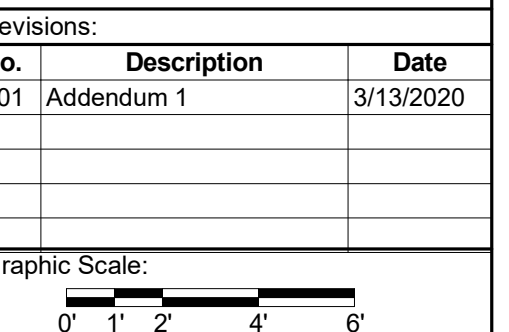 evisions:
o. Description Date
01 Addendum 1 3/13/2020
raphic Scale:
0' 1' 2' 4' 6'